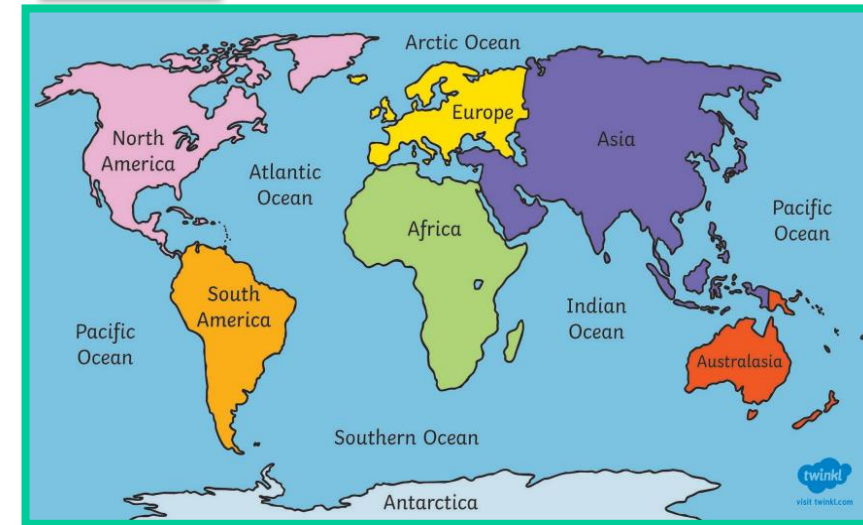 Arctic Ocean
Europe
North
America
Asia
Atlantic
Ocean
Africa
Pacific
Ocean
South
America
Indian
Ocean
Pacific
Ocean
Australasia
Southern Ocean
Antarctica
twinkl
visit twinkl.com